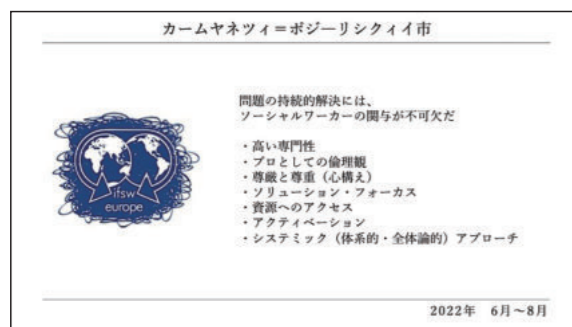 カームヤネツィ＝ポジーリシクィイ市
問題の持続的解決には、
ソーシャルワーカーの関与が不可欠だ
・高い専門性
・プロとしての倫理観
・尊厳と尊重（心構え）
・ソリューション・フォーカス
・資源へのアクセス
・アクティベーション
・システミック（体系的・全体論的）アプローチ
ifsw
europe
2022年　6月～8月